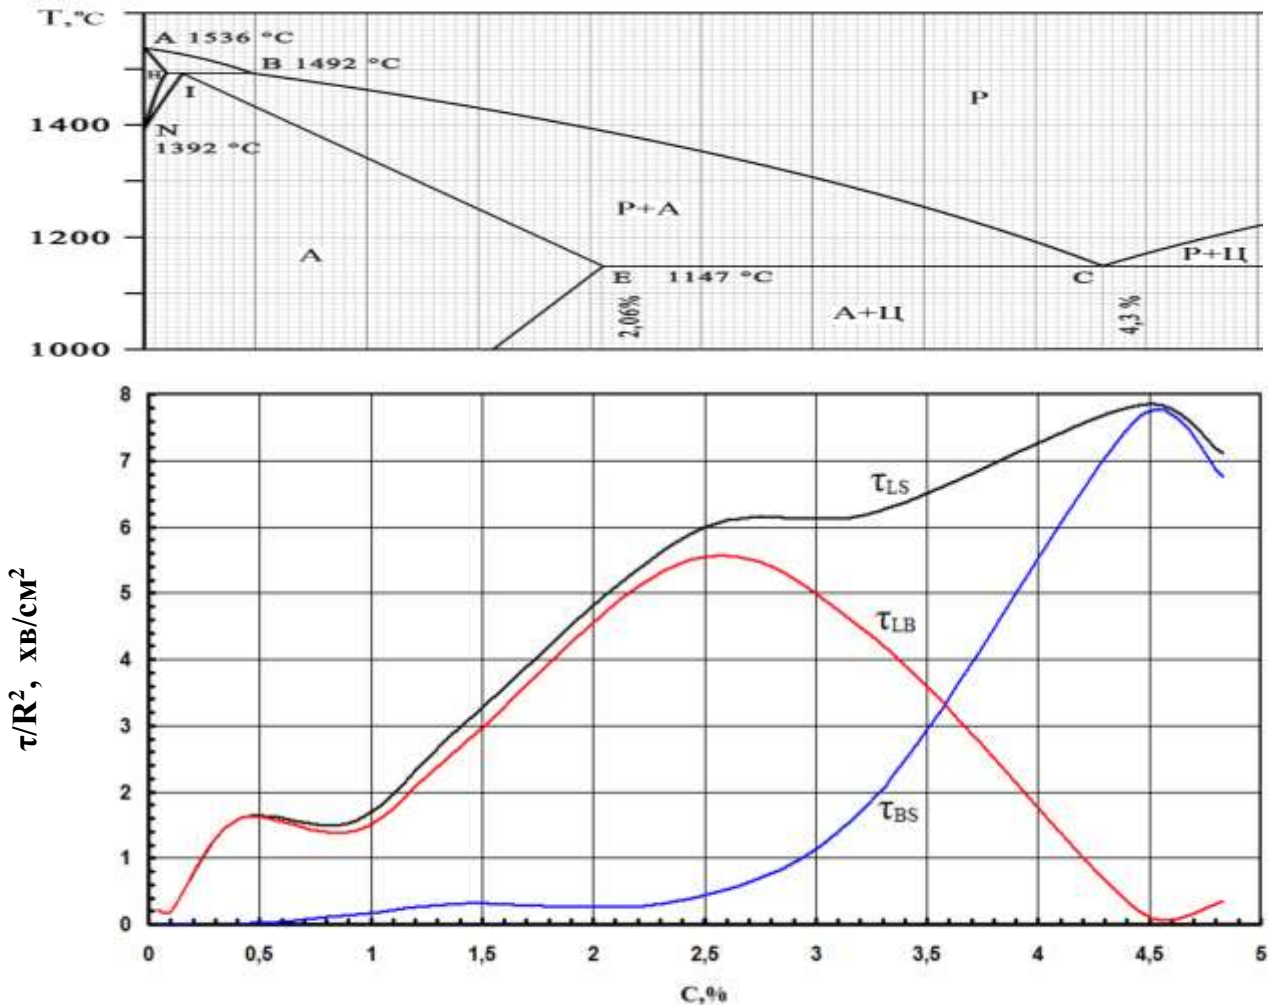 T,°C
A 1536 °C
B 1492 °C
H
I
P
1400
N
1392 °C
P+A
1200
A
P+Ц
E
1147 °C
C
2,06%
A+Ц
4,3 %
1000
8
7
τLS
6
5
τLB
4
3
2
τBS
1
0
τ/R², хв/см²
0 0,5 1 1,5 2 2,5 3 3,5 4 4,5 5
C,%